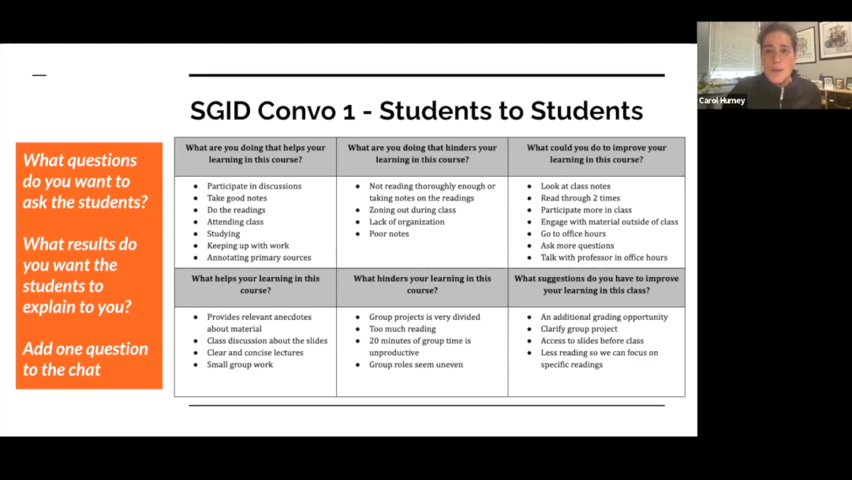 SGID Convo 1 - Students to Students
What questions
do you want to
ask the students?
What results do
you want the
students to
explain to you?
Add one question
to the chat
What are you doing that helps your
learning in this course?
What are you doing that hinders your
learning in this course?
What could you do to improve your
learning in this course?
● Participate in discussions
● Take good notes
● Do the readings
● Attending class
● Studying
● Keeping up with work
● Annotating primary sources
● Not reading thoroughly enough or
taking notes on the readings
● Zoning out during class
● Lack of organization
● Poor notes
● Look at class notes
● Read through 2 times
● Participate more in class
● Engage with material outside of class
● Go to office hours
● Ask more questions
● Talk with professor in office hours
What helps your learning in this
course?
What hinders your learning in this
course?
What suggestions do you have to improve
your learning in this class?
● Provides relevant anecdotes
about material
● Class discussion about the slides
● Clear and concise lectures
● Small group work
● Group projects is very divided
● Too much reading
● 20 minutes of group time is
unproductive
● Group roles seem uneven
● An additional grading opportunity
● Clarify group project
● Access to slides before class
● Less reading so we can focus on
specific readings
Carol Hurney